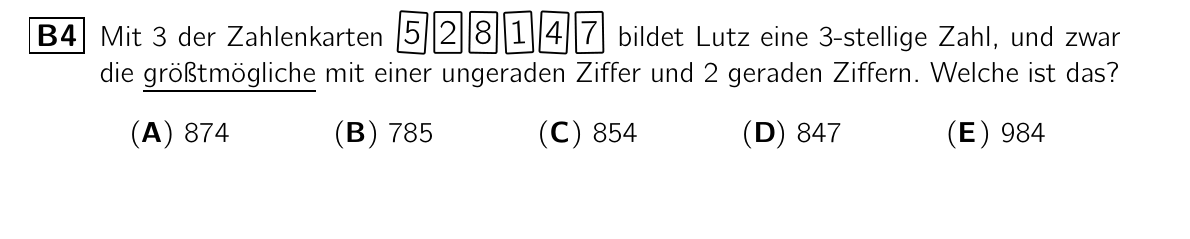 B4 Mit 3 der Zahlenkarten 5 2 8 1 4 7 bildet Lutz eine 3-stellige Zahl, und zwar
die größtmögliche mit einer ungeraden Ziffer und 2 geraden Ziffern. Welche ist das?
(A) 874 (B) 785 (C) 854 (D) 847 (E) 984